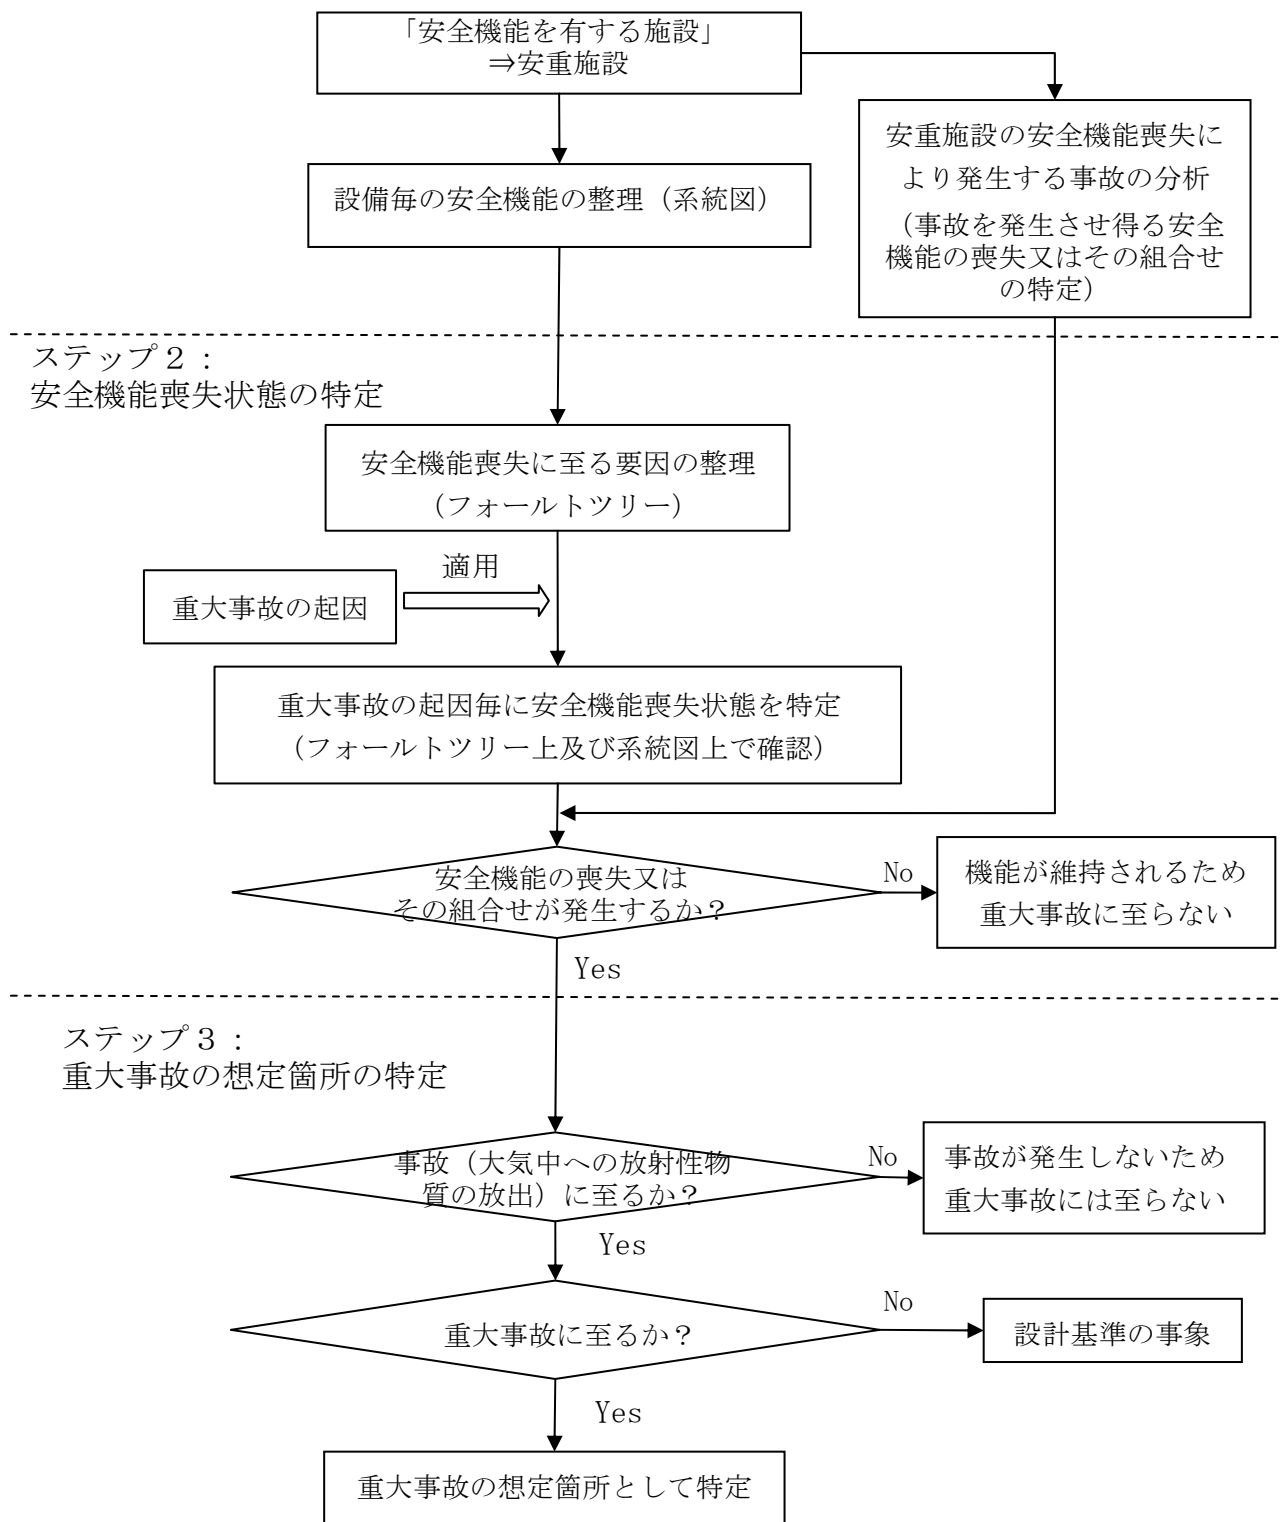 「安全機能を有する施設」
⇒安重施設
安重施設の安全機能喪失に
より発生する事故の分析
（事故を発生させ得る安全
機能の喪失又はその組合せ
の特定）
設備毎の安全機能の整理（系統図）
ステップ２：
安全機能喪失状態の特定
安全機能喪失に至る要因の整理
（フォールトツリー）
適用
重大事故の起因
重大事故の起因毎に安全機能喪失状態を特定
（フォールトツリー上及び系統図上で確認）
安全機能の喪失又は
その組合せが発生するか？
No
機能が維持されるため
重大事故に至らない
Yes
ステップ３：
重大事故の想定箇所の特定
事故（大気中への放射性物
質の放出）に至るか？
No
事故が発生しないため
重大事故には至らない
Yes
重大事故に至るか？
No
設計基準の事象
Yes
重大事故の想定箇所として特定